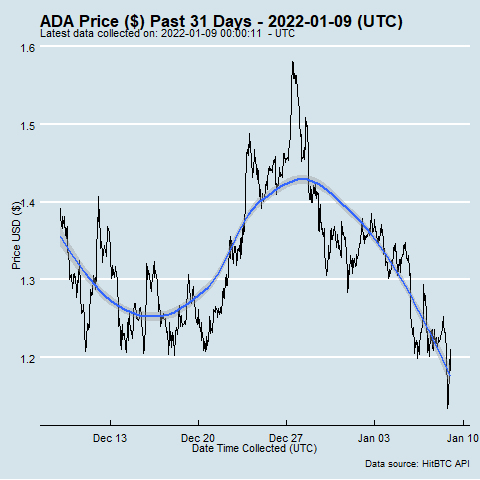 ADA Price ($) Past 31 Days - 2022-01-09 (UTC)
Latest data collected on: 2022-01-09 00:00:11 - UTC
1.6
1.5
1.4
1.3
1.2
Price USD ($)
Dec 13 Dec 20 Dec 27 Jan 03 Jan 10
Date Time Collected (UTC)
Data source: HitBTC API